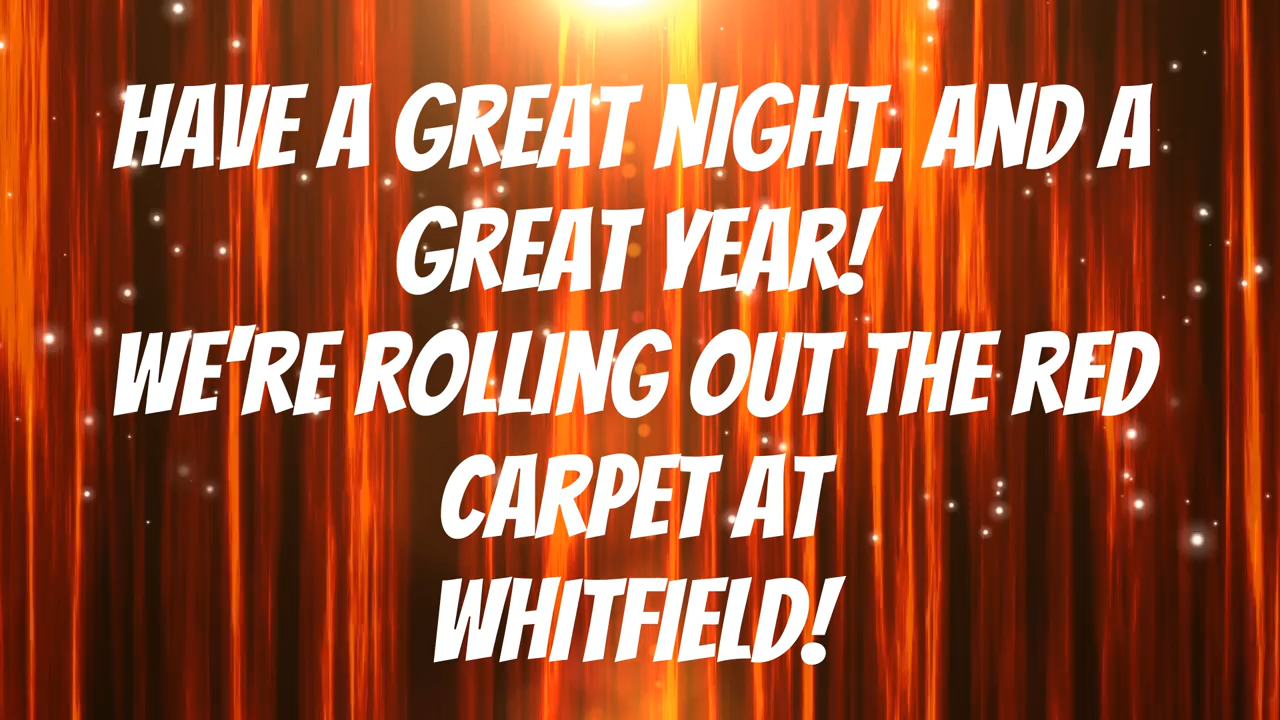 HAVE A GREAT NIGHT, AND A
GREAT YEAR!
WE'RE ROLLING OUT THE RED
CARPET AT
WHITFIELD!